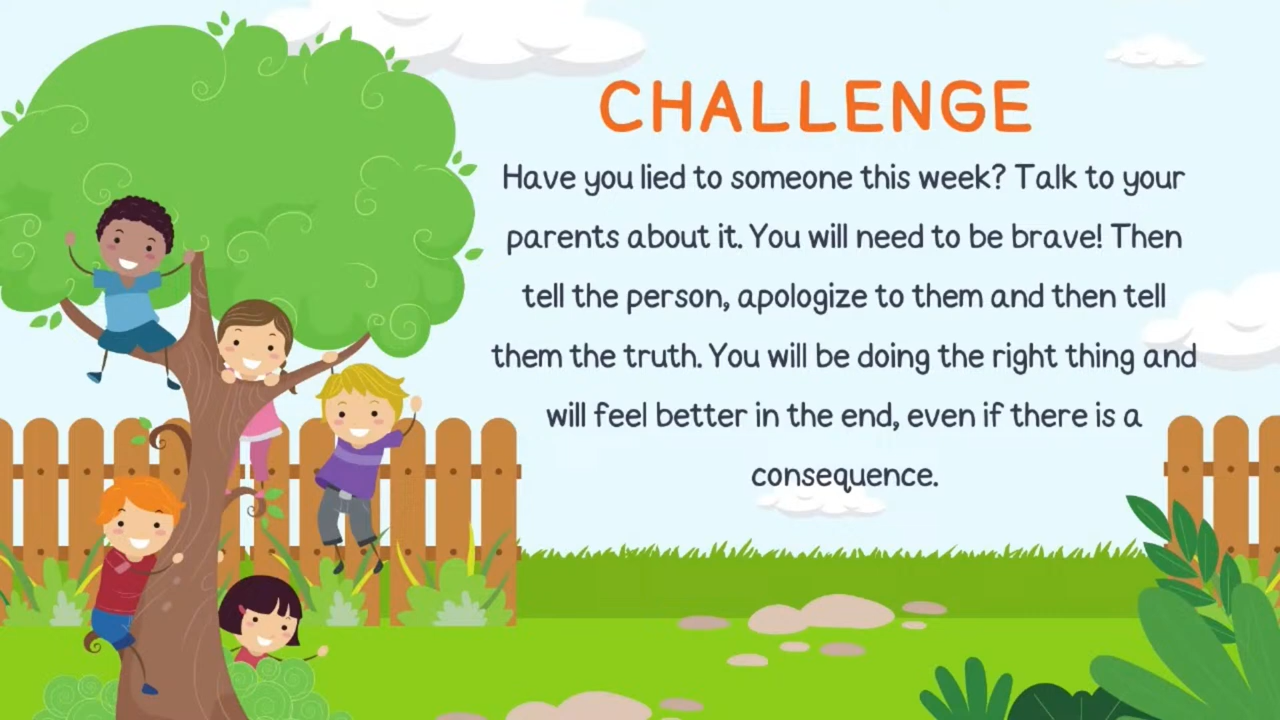 CHALLENGE
Have you lied to someone this week? Talk to your
parents about it. You will need to be brave! Then
tell the person, apologize to them and then tell
them the truth. You will be doing the right thing and
will feel better in the end, even if there is a
consequence.